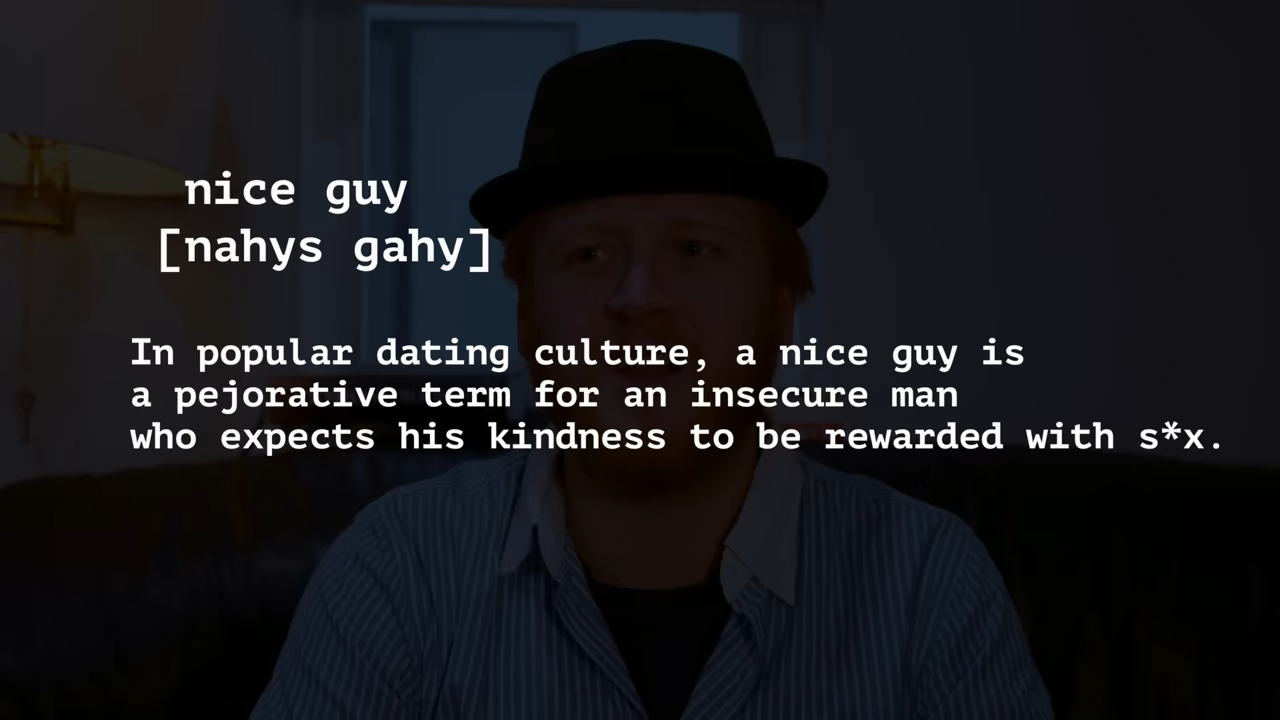 nice guy
[nahys gahy]
In popular dating culture, a nice guy is
a pejorative term for an insecure man
who expects his kindness to be rewarded with s*x.